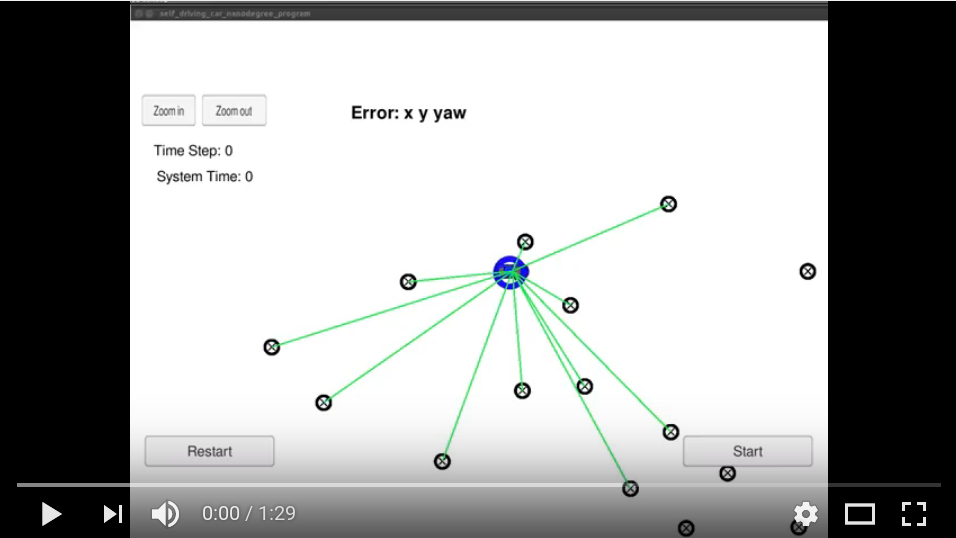 self_driving_car_nanodegree_program
Zoom in
Zoom out
Error: x y yaw
Time Step: 0
System Time: 0
Restart
Start
0:00 / 1:29